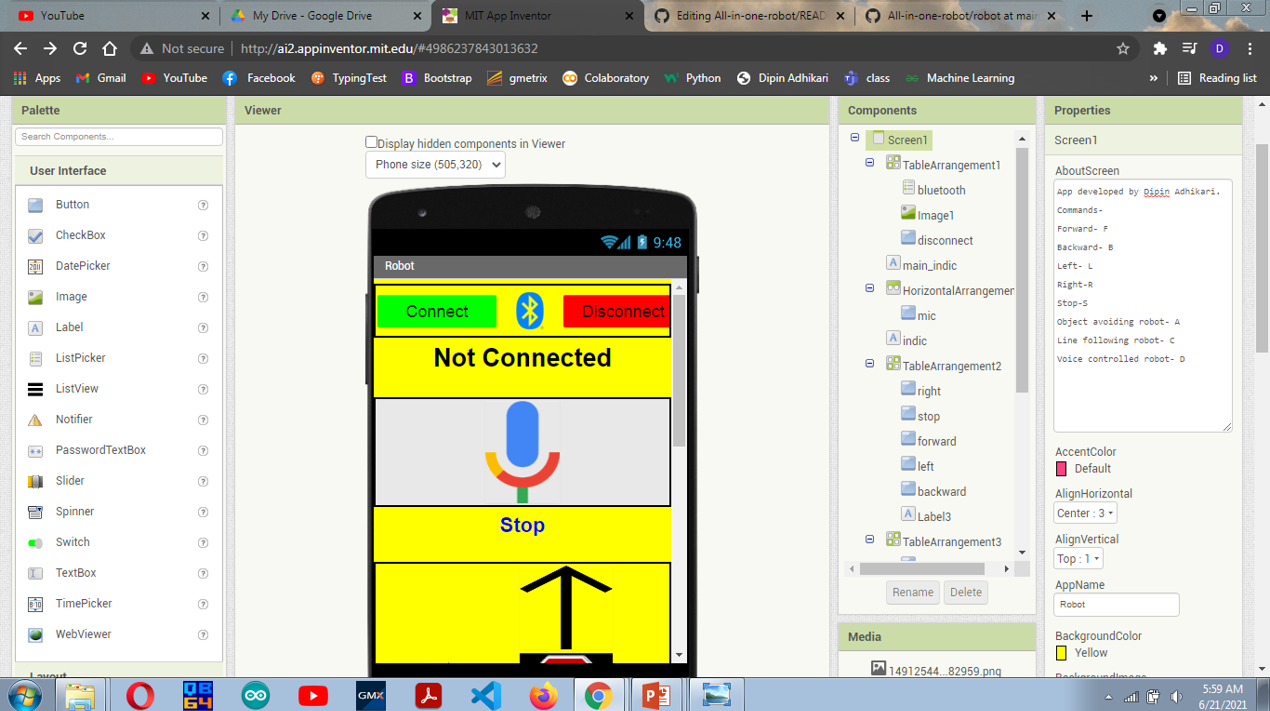 YouTube
My Drive - Google Drive
MIT App Inventor
Editing All-in-one-robot/READ
All-in-one-robot/robot at mai
Not secure
http://ai2.appinventor.mit.edu/#4986237843013632
D
Apps
Gmail
YouTube
Facebook
TypingTest
B Bootstrap
gmetrix
Colaboratory
Python
Dipin Adhikari
class
Machine Learning
»
Reading list
Palette
Search Components...
User Interface
Button
CheckBox
DatePicker
Image
Label
ListPicker
ListView
Notifier
PasswordTextBox
Slider
Spinner
Switch
TextBox
TimePicker
WebViewer
Layout
Viewer
Display hidden components in Viewer
Phone size (505,320)
9:48
Robot
Connect
Disconnect
Not Connected
Stop
Components
Screen1
TableArrangement1
bluetooth
Image1
disconnect
main_indic
HorizontalArrangemen
mic
indic
TableArrangement2
right
stop
forward
left
backward
Label3
TableArrangement3
Rename
Delete
Media
14912544...82959.png
Properties
Screen1
AboutScreen
App developed by Dipin Adhikari.
Commands-
Forward- F
Backward- B
Left- L
Right-R
Stop-S
Object avoiding robot- A
Line following robot- C
Voice controlled robot- D
AccentColor
Default
AlignHorizontal
Center : 3
AlignVertical
Top : 1
AppName
Robot
BackgroundColor
Yellow
BackgroundImage
QB
64
GMX
5:59 AM
6/21/2021